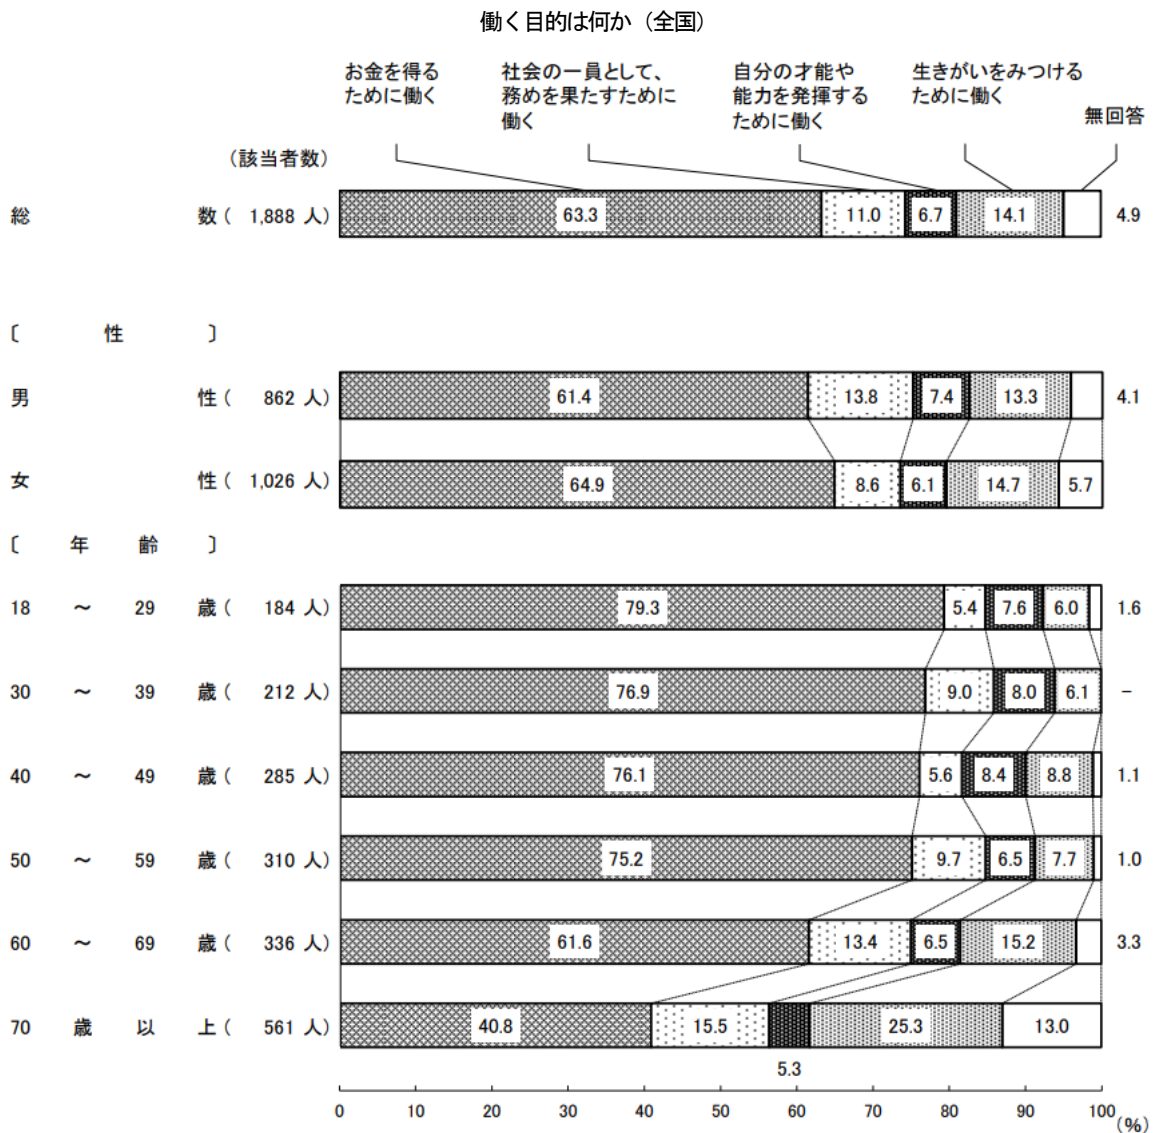 働く目的は何か（全国）
お金を得る
ために働く
社会の一員として、
務めを果たすために
働く
自分の才能や
能力を発揮する
ために働く
生きがいをみつける
ために働く
無回答
（該当者数）
総　　数（ 1,888 人） 63.3 11.0 6.7 14.1 4.9
〔　性　〕
男　　性（ 862 人） 61.4 13.8 7.4 13.3 4.1
女　　性（ 1,026 人） 64.9 8.6 6.1 14.7 5.7
〔　年　齢　〕
18 ～ 29 歳（ 184 人） 79.3 5.4 7.6 6.0 1.6
30 ～ 39 歳（ 212 人） 76.9 9.0 8.0 6.1 −
40 ～ 49 歳（ 285 人） 76.1 5.6 8.4 8.8 1.1
50 ～ 59 歳（ 310 人） 75.2 9.7 6.5 7.7 1.0
60 ～ 69 歳（ 336 人） 61.6 13.4 6.5 15.2 3.3
70 歳 以 上（ 561 人） 40.8 15.5 25.3 13.0
5.3
0 10 20 30 40 50 60 70 80 90 100
(%)